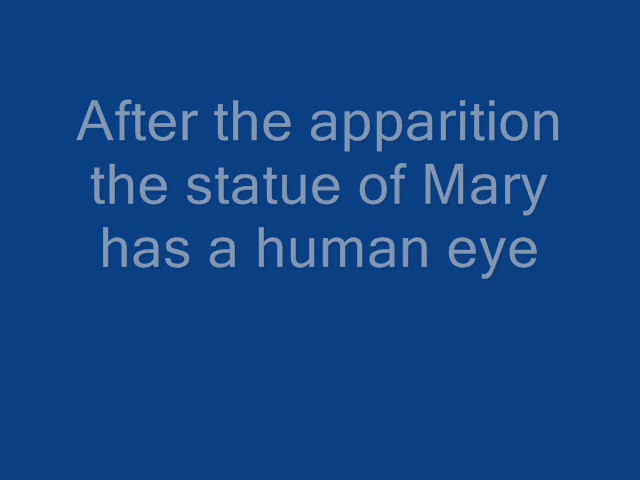 After the apparition
the statue of Mary
has a human eye